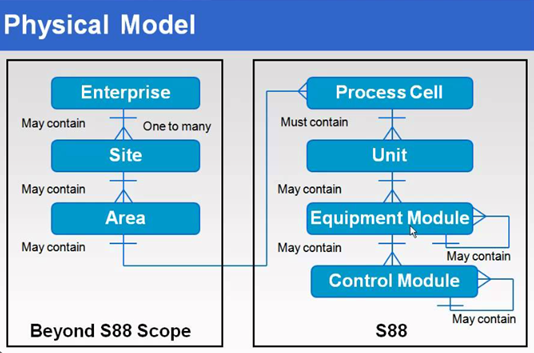 Physical Model
Enterprise
May contain
One to many
Site
May contain
Area
May contain
Beyond S88 Scope
Process Cell
Must contain
Unit
May contain
Equipment Module
May contain
May contain
Control Module
May contain
S88